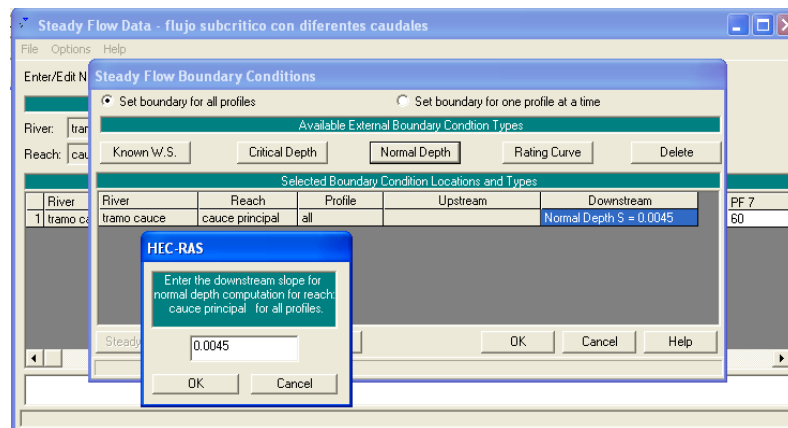 Steady Flow Data - flujo subcritico con diferentes caudales
File Options Help
Enter/Edit N
Steady Flow Boundary Conditions
Set boundary for all profiles Set boundary for one profile at a time
Available External Boundary Condtion Types
River:
Reach:
Known W.S. Critical Depth Normal Depth Rating Curve Delete
Selected Boundary Condition Locations and Types
River River Reach Profile Upstream Downstream PF 7
1 tramo ca tramo cauce cauce principal all Normal Depth S = 0.0045 60
HEC-RAS
Enter the downstream slope for
normal depth computation for reach:
cauce principal for all profiles.
0.0045
OK Cancel
Steady
OK Cancel Help